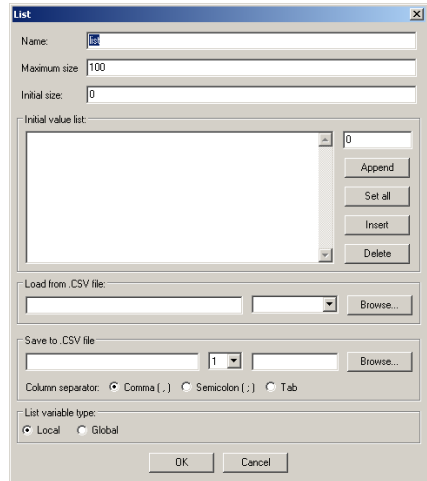 List
Name: list
Maximum size 100
Initial size: 0
Initial value list:
0
Append
Set all
Insert
Delete
Load from .CSV file:
Browse...
Save to .CSV file
1 Browse...
Column separator: Comma ( , ) Semicolon ( ; ) Tab
List variable type:
Local Global
OK Cancel